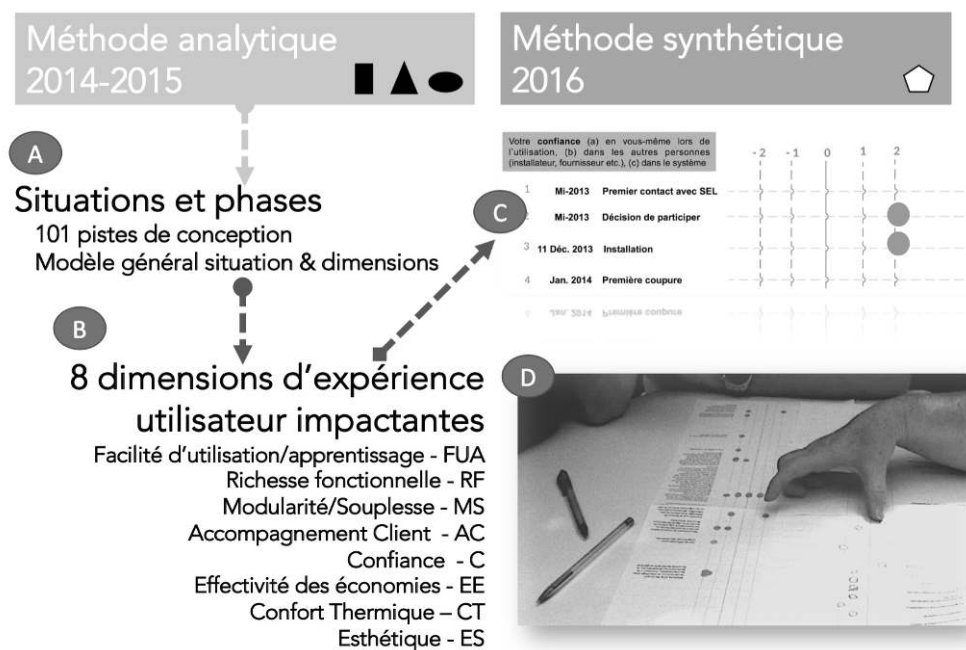 Méthode analytique
2014-2015
Méthode synthétique
2016
A
Situations et phases
101 pistes de conception
Modèle général situation & dimensions
B
8 dimensions d'expérience
utilisateur impactantes
Facilité d'utilisation/apprentissage - FUA
Richesse fonctionnelle - RF
Modularité/Souplesse - MS
Accompagnement Client - AC
Confiance - C
Effectivité des économies - EE
Confort Thermique – CT
Esthétique - ES
C
Votre confiance (a) en vous-même lors de
l'utilisation, (b) dans les autres personnes
(installateur, fournisseur etc.), (c) dans le système
-2 -1 0 1 2
1 Mi-2013 Premier contact avec SEL
Mi-2013 Décision de participer
3 11 Déc. 2013 Installation
4 Jan. 2014 Première coupure
D